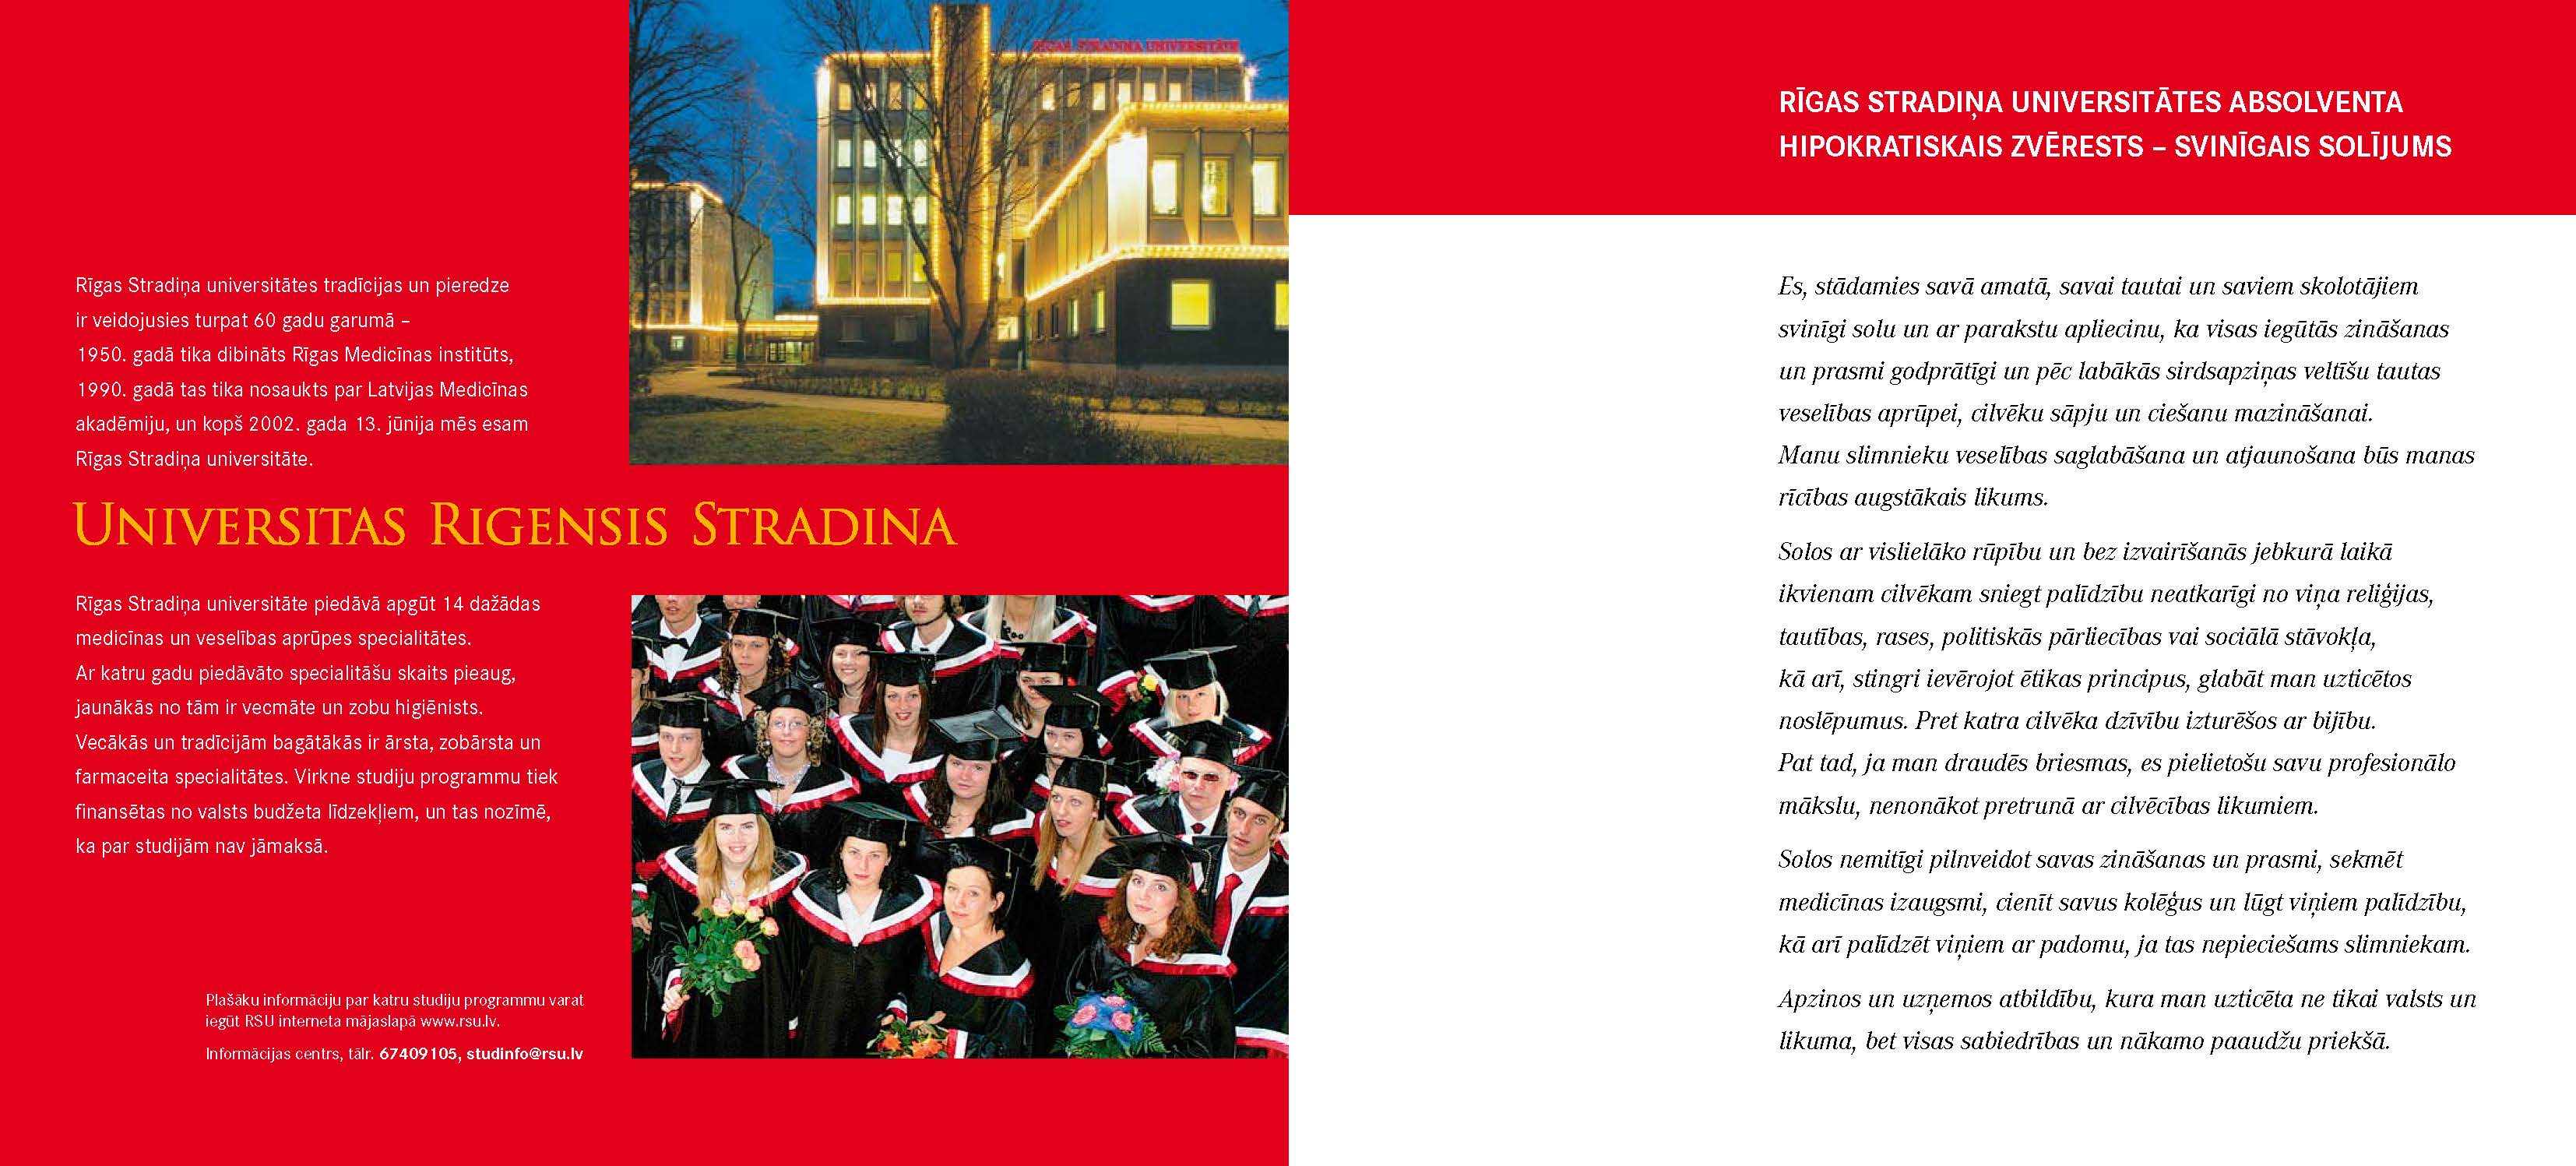 RĪGAS STRADIŅA UNIVERSITĀTE
Rīgas Stradiņa universitātes tradīcijas un pieredze
ir veidojusies turpat 60 gadu garumā –
1950. gadā tika dibināts Rīgas Medicīnas institūts,
1990. gadā tas tika nosaukts par Latvijas Medicīnas
akadēmiju, un kopš 2002. gada 13. jūnija mēs esam
Rīgas Stradiņa universitāte.
UNIVERSITAS RIGENSIS STRADINA
Rīgas Stradiņa universitāte piedāvā apgūt 14 dažādas
medicīnas un veselības aprūpes specialitātes.
Ar katru gadu piedāvāto specialitāšu skaits pieaug,
jaunākās no tām ir vecmāte un zobu higiēnists.
Vecākās un tradīcijām bagātākās ir ārsta, zobārsta un
farmaceita specialitātes. Virkne studiju programmu tiek
finansētas no valsts budžeta līdzekļiem, un tas nozīmē,
ka par studijām nav jāmaksā.
Plašāku informāciju par katru studiju programmu varat
iegūt RSU interneta mājaslapā www.rsu.lv.
Informācijas centrs, tālr. 67409105, studinfo@rsu.lv
RĪGAS STRADIŅA UNIVERSITĀTES ABSOLVENTA
HIPOKRATISKAIS ZVĒRESTS – SVINĪGAIS SOLĪJUMS
Es, stādamies savā amatā, savai tautai un saviem skolotājiem
svinīgi solu un ar parakstu apliecinu, ka visas iegūtās zināšanas
un prasmi godprātīgi un pēc labākās sirdsapziņas veltīšu tautas
veselības aprūpei, cilvēku sāpju un ciešanu mazināšanai.
Manu slimnieku veselības saglabāšana un atjaunošana būs manas
rīcības augstākais likums.
Solos ar vislielāko rūpību un bez izvairīšanās jebkurā laikā
ikvienam cilvēkam sniegt palīdzību neatkarīgi no viņa reliģijas,
tautības, rases, politiskās pārliecības vai sociālā stāvokļa,
kā arī, stingri ievērojot ētikas principus, glabāt man uzticētos
noslēpumus. Pret katra cilvēka dzīvību izturēšos ar bijību.
Pat tad, ja man draudēs briesmas, es pielietošu savu profesionālo
mākslu, nenonākot pretrunā ar cilvēcības likumiem.
Solos nemitīgi pilnveidot savas zināšanas un prasmi, sekmēt
medicīnas izaugsmi, cienīt savus kolēģus un lūgt viņiem palīdzību,
kā arī palīdzēt viņiem ar padomu, ja tas nepieciešams slimniekam.
Apzinos un uzņemos atbildību, kura man uzticēta ne tikai valsts un
likuma, bet visas sabiedrības un nākamo paaudžu priekšā.